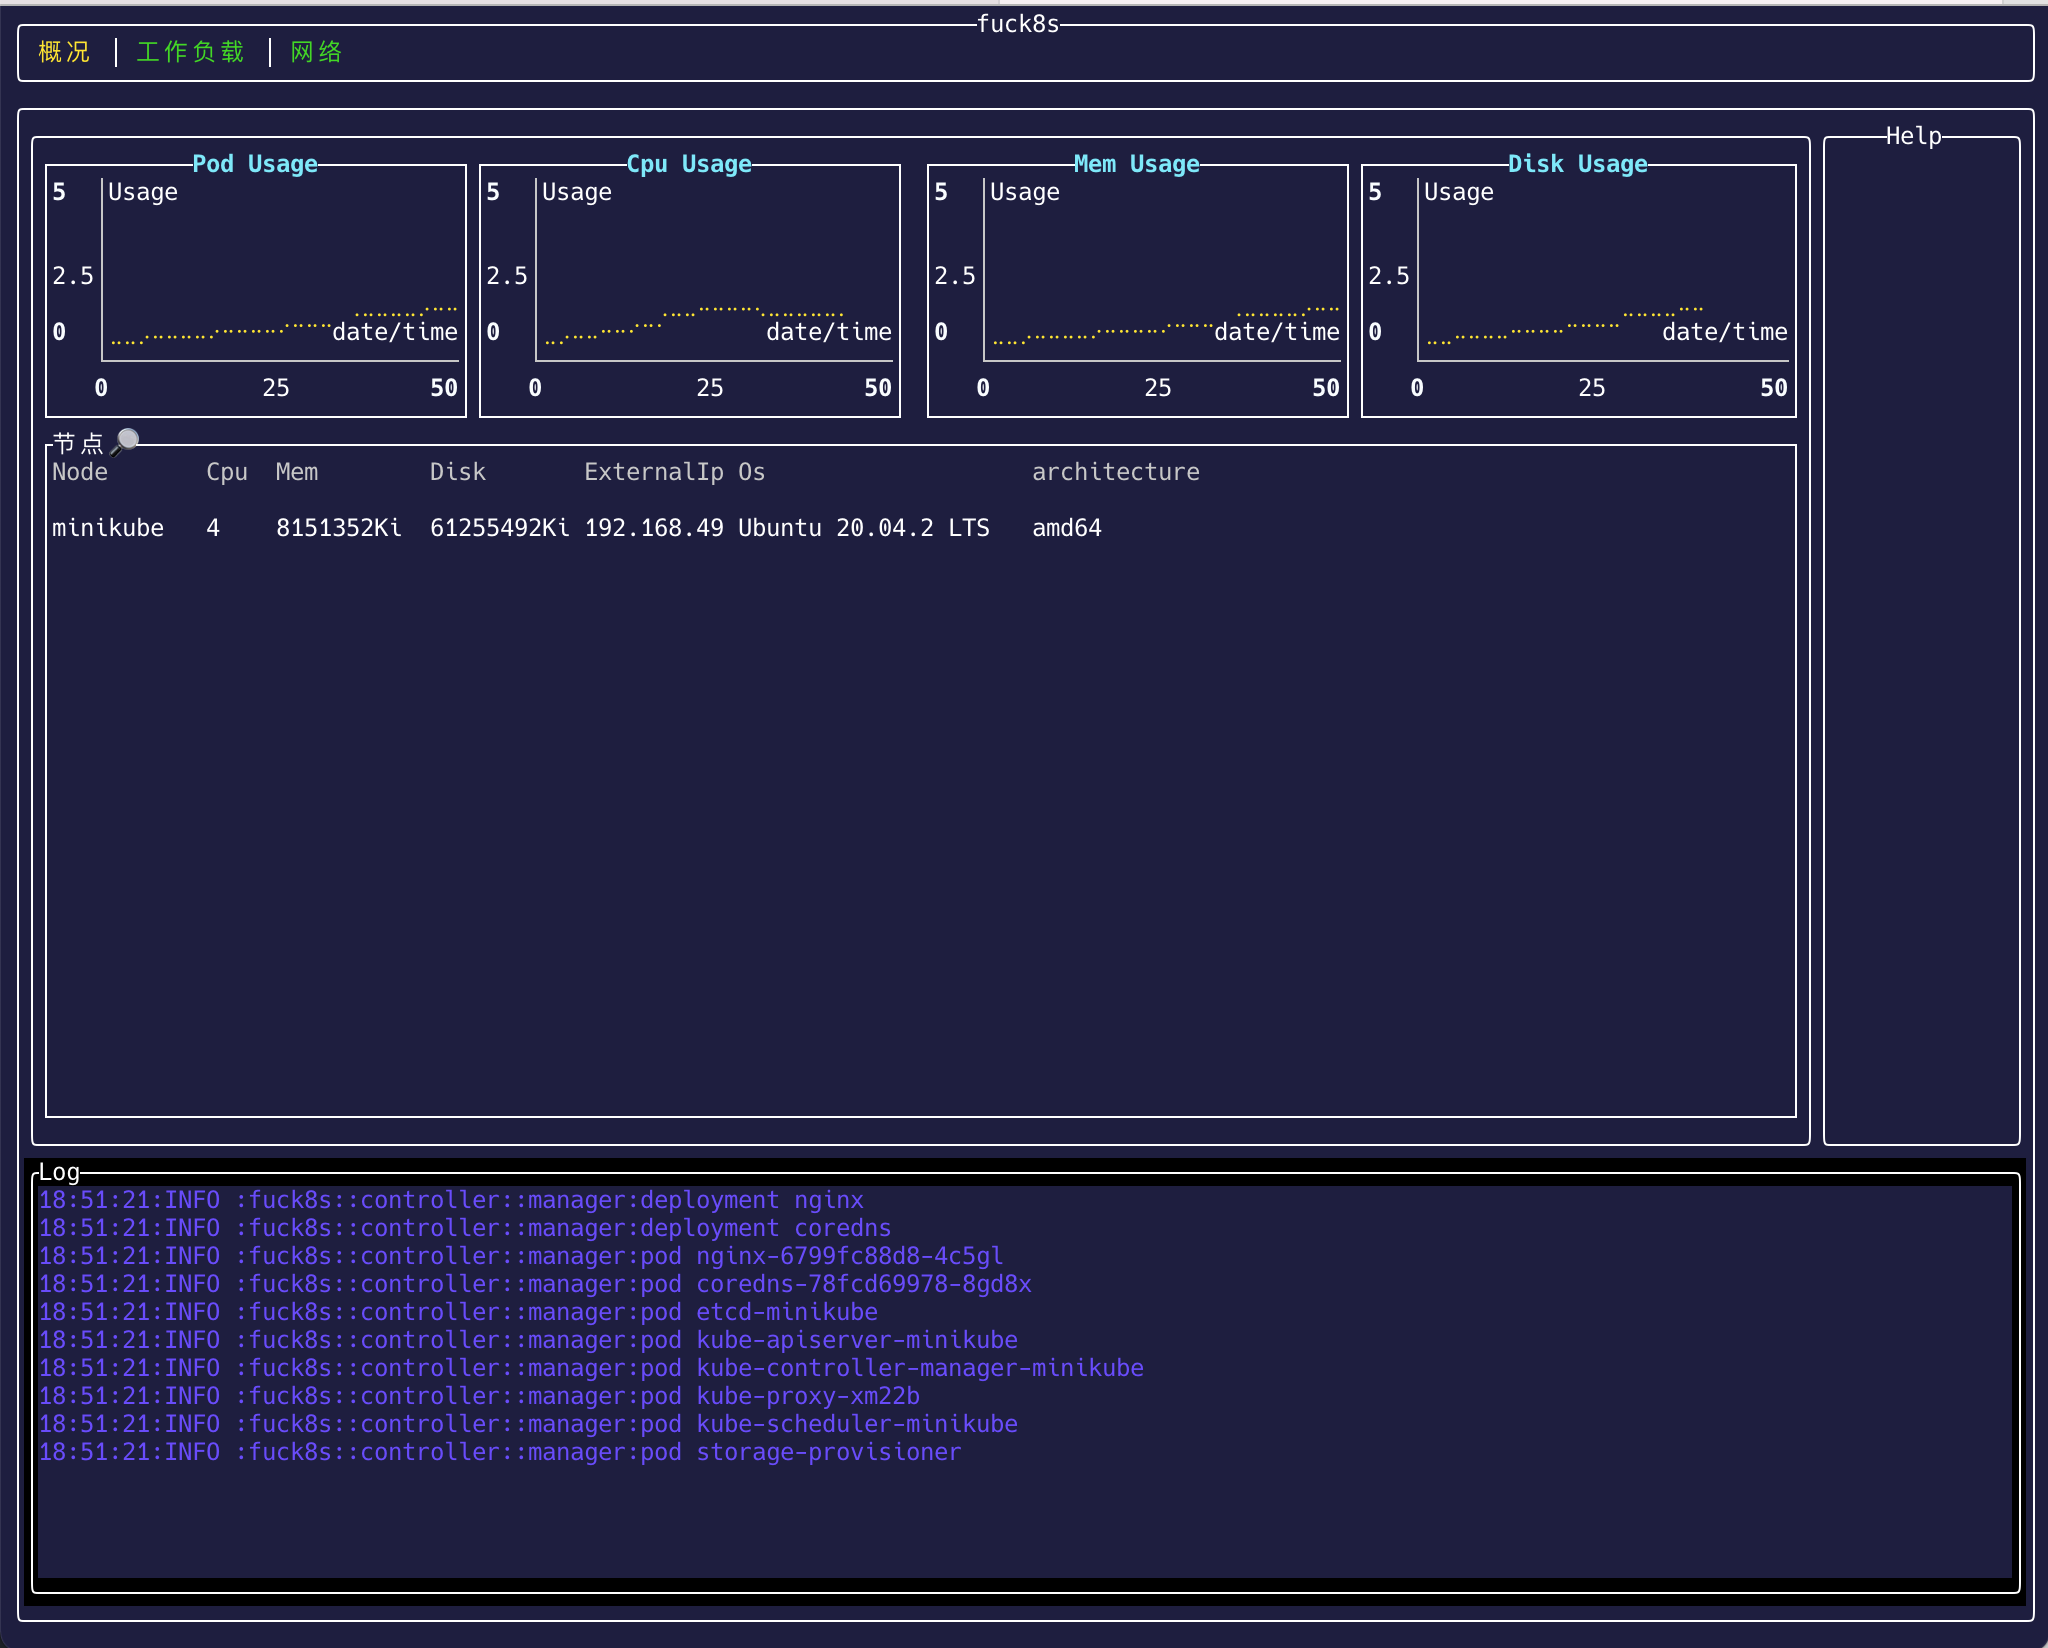 fuck8s
概况 │ 工作负载 │ 网络
Help
Pod Usage
5 Usage
2.5
0 date/time
0 25 50
Cpu Usage
5 Usage
2.5
0 date/time
0 25 50
Mem Usage
5 Usage
2.5
0 date/time
0 25 50
Disk Usage
5 Usage
2.5
0 date/time
0 25 50
节点🔎
Node Cpu Mem Disk ExternalIp Os architecture
minikube 4 8151352Ki 61255492Ki 192.168.49 Ubuntu 20.04.2 LTS amd64
Log
18:51:21:INFO :fuck8s::controller::manager:deployment nginx
18:51:21:INFO :fuck8s::controller::manager:deployment coredns
18:51:21:INFO :fuck8s::controller::manager:pod nginx-6799fc88d8-4c5gl
18:51:21:INFO :fuck8s::controller::manager:pod coredns-78fcd69978-8gd8x
18:51:21:INFO :fuck8s::controller::manager:pod etcd-minikube
18:51:21:INFO :fuck8s::controller::manager:pod kube-apiserver-minikube
18:51:21:INFO :fuck8s::controller::manager:pod kube-controller-manager-minikube
18:51:21:INFO :fuck8s::controller::manager:pod kube-proxy-xm22b
18:51:21:INFO :fuck8s::controller::manager:pod kube-scheduler-minikube
18:51:21:INFO :fuck8s::controller::manager:pod storage-provisioner